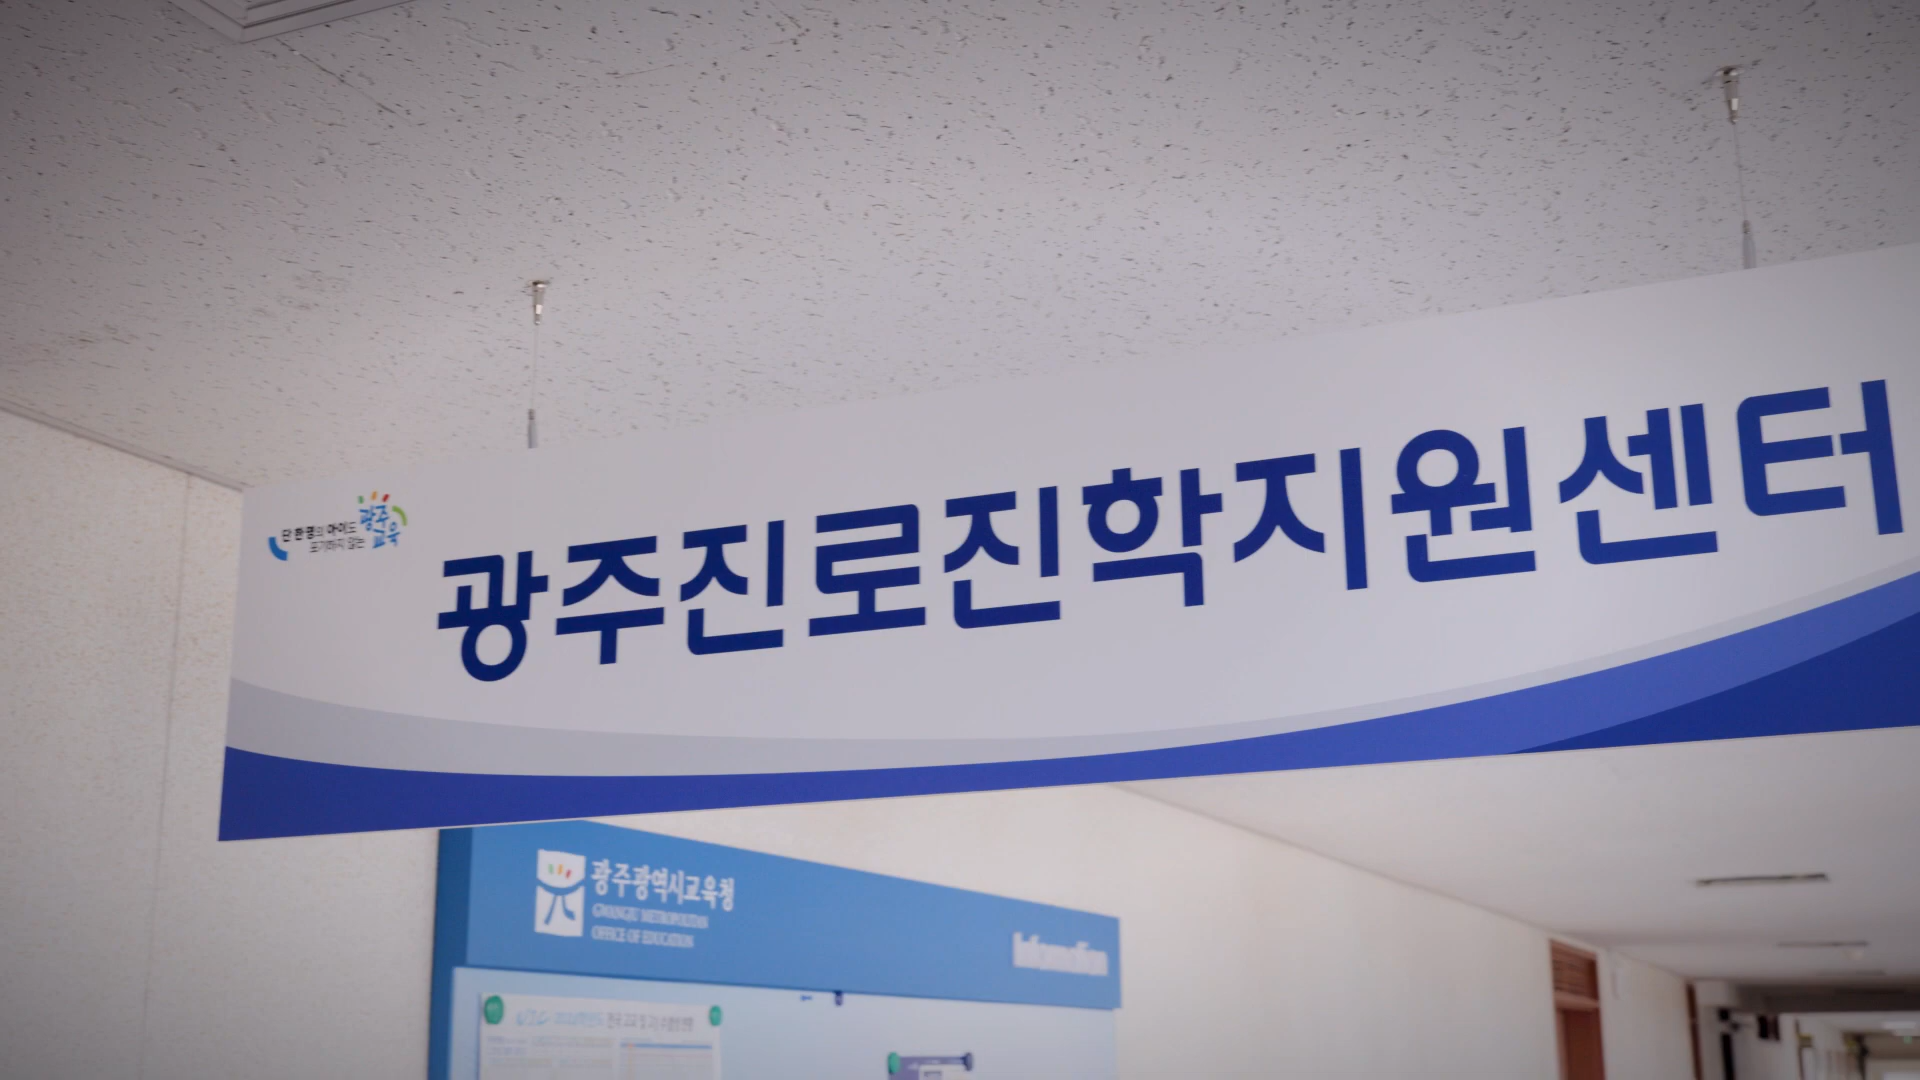 단 한명의 아이도
포기하지 않는
광주
교육
광주진로진학지원센터
광주광역시교육청
GWANGJU METROPOLITAN
OFFICE OF EDUCATION
Information